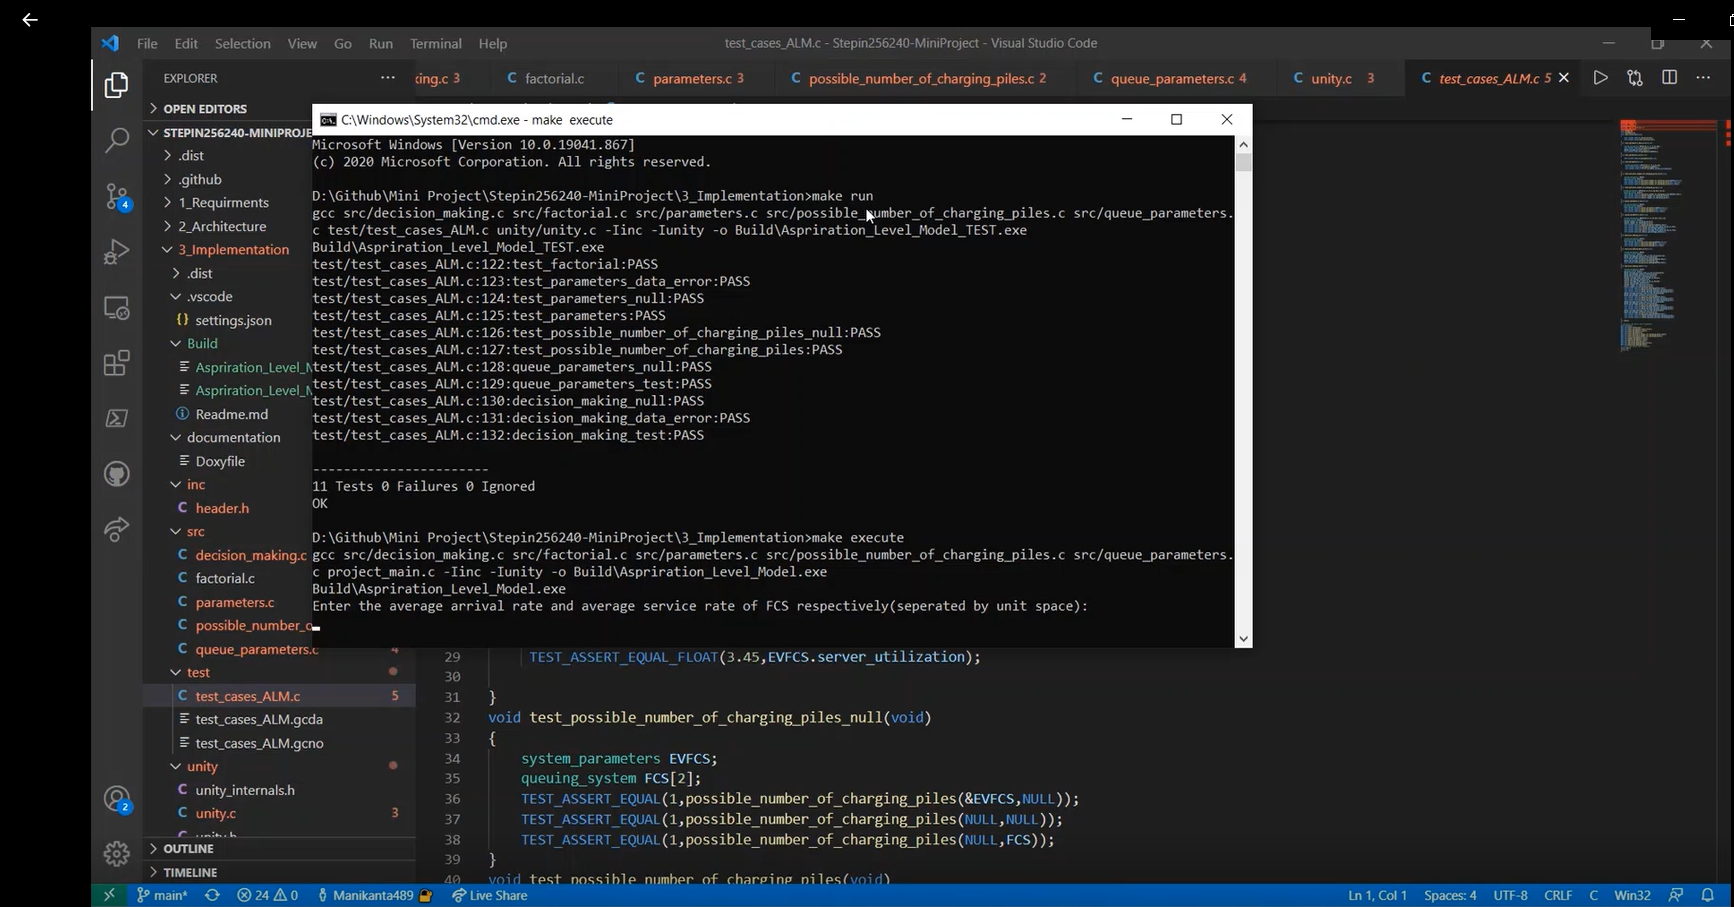 File Edit Selection View Go Run Terminal Help
test_cases_ALM.c - Stepin256240-MiniProject - Visual Studio Code
EXPLORER
king.c 3 factorial.c parameters.c 3 possible_number_of_charging_piles.c 2 queue_parameters.c 4 unity.c 3 test_cases_ALM.c 5
OPEN EDITORS
STEPIN256240-MINIPROJE
.dist
.github
1_Requirments
2_Architecture
3_Implementation
.dist
.vscode
settings.json
Build
Aspriration_Level_M
Aspriration_Level_M
Readme.md
documentation
Doxyfile
inc
header.h
src
decision_making.c
factorial.c
parameters.c
possible_number_o
queue_parameters.c 4
test
test_cases_ALM.c 5
test_cases_ALM.gcda
test_cases_ALM.gcno
unity
unity_internals.h
unity.c 3
unity.h
OUTLINE
TIMELINE
4
2
C:\Windows\System32\cmd.exe - make execute
Microsoft Windows [Version 10.0.19041.867]
(c) 2020 Microsoft Corporation. All rights reserved.
D:\Github\Mini Project\Stepin256240-MiniProject\3_Implementation>make run
gcc src/decision_making.c src/factorial.c src/parameters.c src/possible_number_of_charging_piles.c src/queue_parameters.
c test/test_cases_ALM.c unity/unity.c -Iinc -Iunity -o Build\Aspriration_Level_Model_TEST.exe
Build\Aspriration_Level_Model_TEST.exe
test/test_cases_ALM.c:122:test_factorial:PASS
test/test_cases_ALM.c:123:test_parameters_data_error:PASS
test/test_cases_ALM.c:124:test_parameters_null:PASS
test/test_cases_ALM.c:125:test_parameters:PASS
test/test_cases_ALM.c:126:test_possible_number_of_charging_piles_null:PASS
test/test_cases_ALM.c:127:test_possible_number_of_charging_piles:PASS
test/test_cases_ALM.c:128:queue_parameters_null:PASS
test/test_cases_ALM.c:129:queue_parameters_test:PASS
test/test_cases_ALM.c:130:decision_making_null:PASS
test/test_cases_ALM.c:131:decision_making_data_error:PASS
test/test_cases_ALM.c:132:decision_making_test:PASS
-----------------------
11 Tests 0 Failures 0 Ignored
OK
D:\Github\Mini Project\Stepin256240-MiniProject\3_Implementation>make execute
gcc src/decision_making.c src/factorial.c src/parameters.c src/possible_number_of_charging_piles.c src/queue_parameters.
c project_main.c -Iinc -Iunity -o Build\Aspriration_Level_Model.exe
Build\Aspriration_Level_Model.exe
Enter the average arrival rate and average service rate of FCS respectively(seperated by unit space):
29 TEST_ASSERT_EQUAL_FLOAT(3.45,EVFCS.server_utilization);
30
31 }
32 void test_possible_number_of_charging_piles_null(void)
33 {
34 system_parameters EVFCS;
35 queuing_system FCS[2];
36 TEST_ASSERT_EQUAL(1,possible_number_of_charging_piles(&EVFCS,NULL));
37 TEST_ASSERT_EQUAL(1,possible_number_of_charging_piles(NULL,NULL));
38 TEST_ASSERT_EQUAL(1,possible_number_of_charging_piles(NULL,FCS));
39 }
40 void test_possible_number_of_charging_piles(void)
main* 24 0 Manikanta489 Live Share Ln 1, Col 1 Spaces: 4 UTF-8 CRLF C Win32